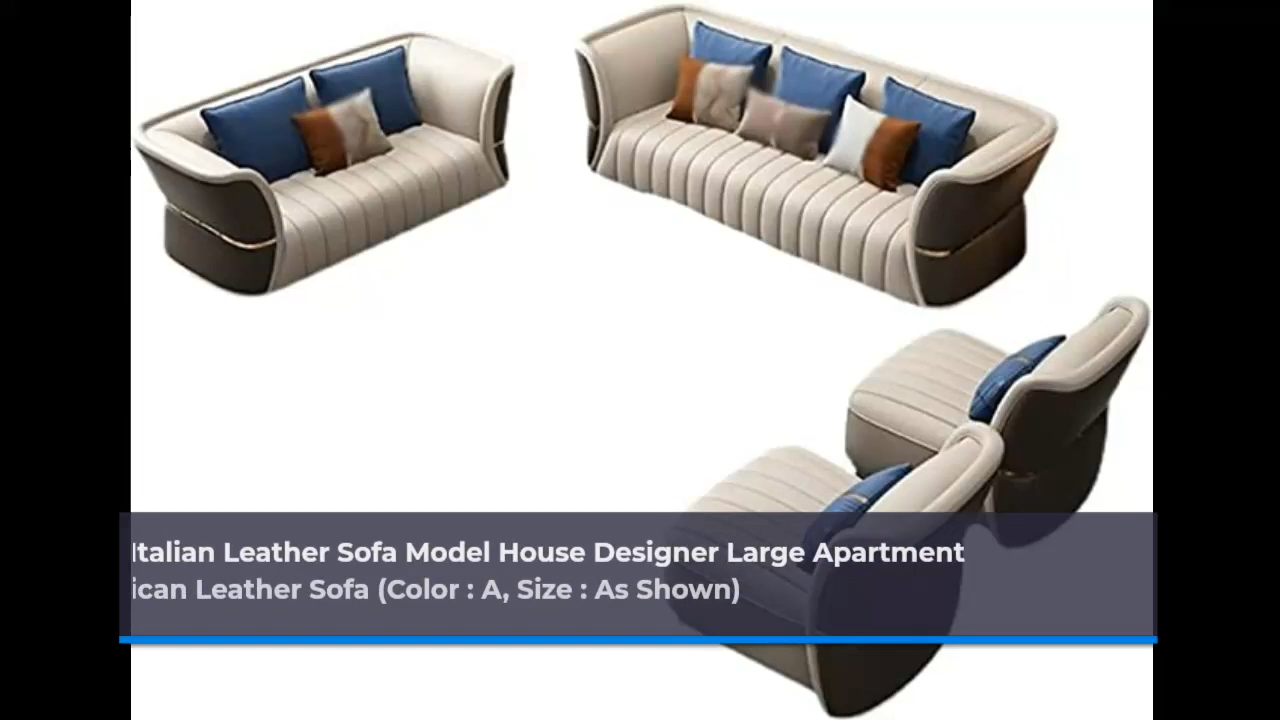 Italian Leather Sofa Model House Designer Large Apartment
ican Leather Sofa (Color : A, Size : As Shown)